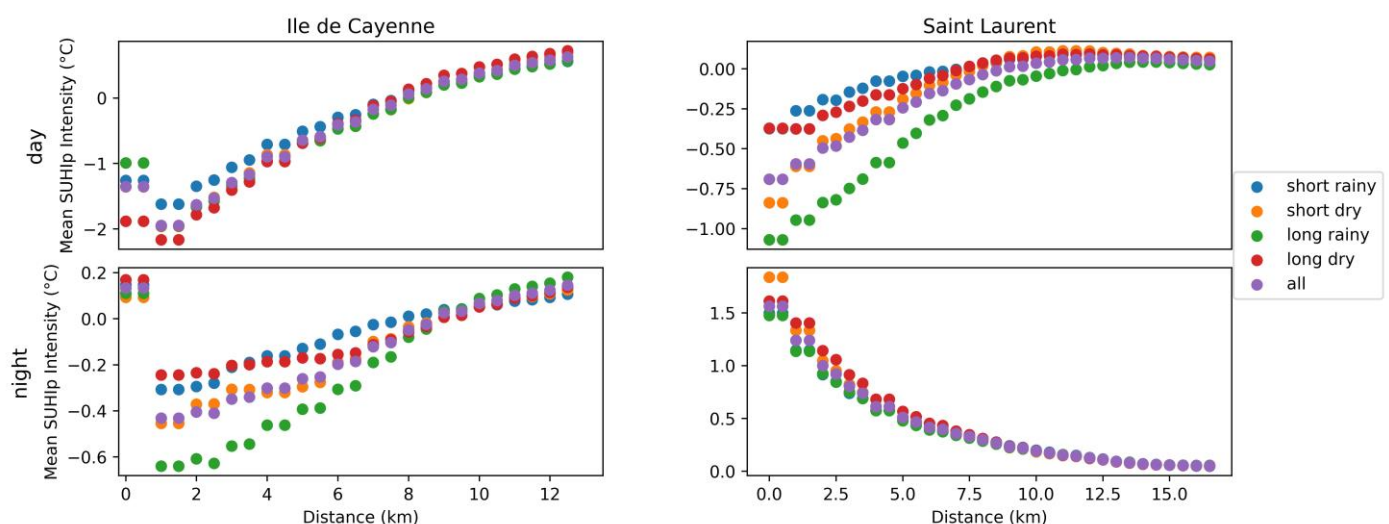 Ile de Cayenne
Saint Laurent
day
Mean SUHIp Intensity (°C)
0
−1
−2
0.00
−0.25
−0.50
−0.75
−1.00
short rainy
short dry
long rainy
long dry
all
night
Mean SUHIp Intensity (°C)
0.2
0.0
−0.2
−0.4
−0.6
0 2 4 6 8 10 12
Distance (km)
1.5
1.0
0.5
0.0
0.0 2.5 5.0 7.5 10.0 12.5 15.0
Distance (km)